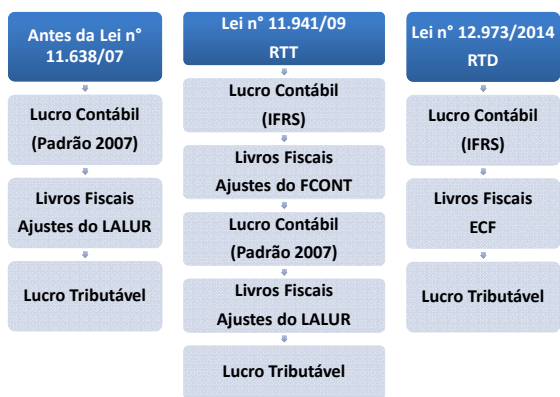 Antes da Lei n°
11.638/07
Lucro Contábil
(Padrão 2007)
Livros Fiscais
Ajustes do LALUR
Lucro Tributável
Lei n° 11.941/09
RTT
Lucro Contábil
(IFRS)
Livros Fiscais
Ajustes do FCONT
Lucro Contábil
(Padrão 2007)
Livros Fiscais
Ajustes do LALUR
Lucro Tributável
Lei n° 12.973/2014
RTD
Lucro Contábil
(IFRS)
Livros Fiscais
ECF
Lucro Tributável